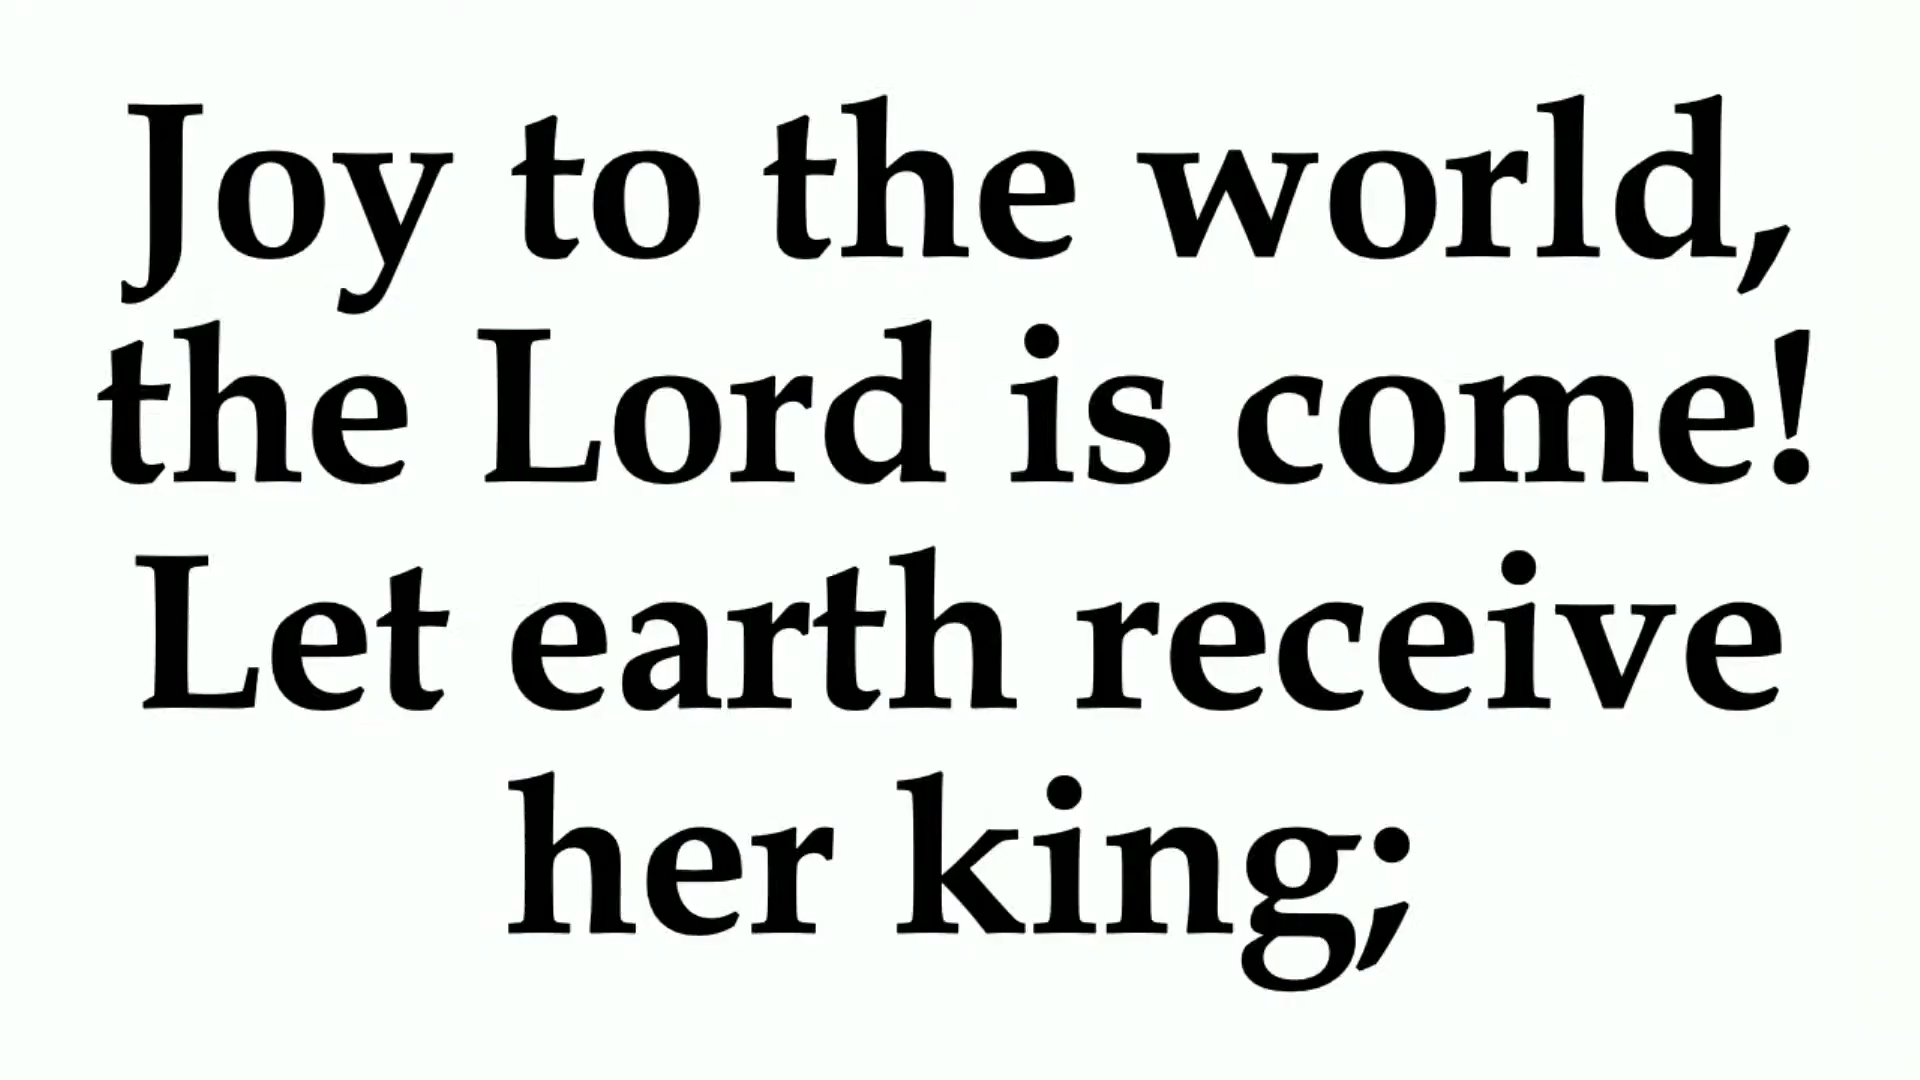 Joy to the world,
the Lord is come!
Let earth receive
her king;